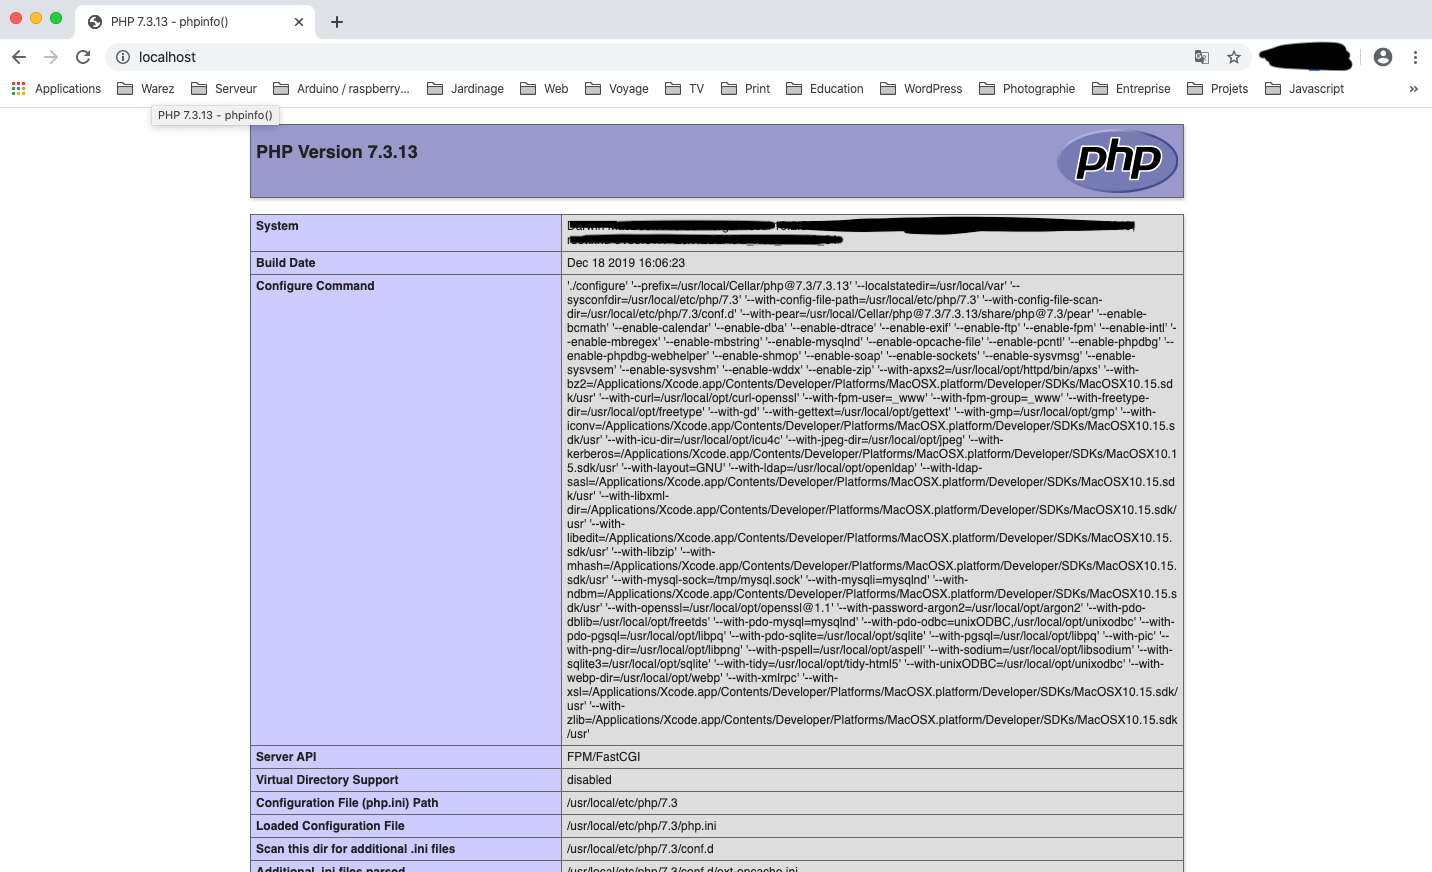 PHP 7.3.13 - phpinfo()
localhost
Applications Warez Serveur Arduino / raspberry... Jardinage Web Voyage TV Print Education WordPress Photographie Entreprise Projets Javascript »
PHP 7.3.13 - phpinfo()
PHP Version 7.3.13 php
System
Build Date Dec 18 2019 16:06:23
Configure Command './configure' '--prefix=/usr/local/Cellar/php@7.3/7.3.13' '--localstatedir=/usr/local/var' '--
sysconfdir=/usr/local/etc/php/7.3' '--with-config-file-path=/usr/local/etc/php/7.3' '--with-config-file-scan-
dir=/usr/local/etc/php/7.3/conf.d' '--with-pear=/usr/local/Cellar/php@7.3/7.3.13/share/php@7.3/pear' '--enable-
bcmath' '--enable-calendar' '--enable-dba' '--enable-dtrace' '--enable-exif' '--enable-ftp' '--enable-fpm' '--enable-intl' '-
-enable-mbregex' '--enable-mbstring' '--enable-mysqlnd' '--enable-opcache-file' '--enable-pcntl' '--enable-phpdbg' '--
enable-phpdbg-webhelper' '--enable-shmop' '--enable-soap' '--enable-sockets' '--enable-sysvmsg' '--enable-
sysvsem' '--enable-sysvshm' '--enable-wddx' '--enable-zip' '--with-apxs2=/usr/local/opt/httpd/bin/apxs' '--with-
bz2=/Applications/Xcode.app/Contents/Developer/Platforms/MacOSX.platform/Developer/SDKs/MacOSX10.15.sd
k/usr' '--with-curl=/usr/local/opt/curl-openssl' '--with-fpm-user=_www' '--with-fpm-group=_www' '--with-freetype-
dir=/usr/local/opt/freetype' '--with-gd' '--with-gettext=/usr/local/opt/gettext' '--with-gmp=/usr/local/opt/gmp' '--with-
iconv=/Applications/Xcode.app/Contents/Developer/Platforms/MacOSX.platform/Developer/SDKs/MacOSX10.15.s
dk/usr' '--with-icu-dir=/usr/local/opt/icu4c' '--with-jpeg-dir=/usr/local/opt/jpeg' '--with-
kerberos=/Applications/Xcode.app/Contents/Developer/Platforms/MacOSX.platform/Developer/SDKs/MacOSX10.1
5.sdk/usr' '--with-layout=GNU' '--with-ldap=/usr/local/opt/openldap' '--with-ldap-
sasl=/Applications/Xcode.app/Contents/Developer/Platforms/MacOSX.platform/Developer/SDKs/MacOSX10.15.sd
k/usr' '--with-libxml-
dir=/Applications/Xcode.app/Contents/Developer/Platforms/MacOSX.platform/Developer/SDKs/MacOSX10.15.sdk/
usr' '--with-
libedit=/Applications/Xcode.app/Contents/Developer/Platforms/MacOSX.platform/Developer/SDKs/MacOSX10.15.
sdk/usr' '--with-libzip' '--with-
mhash=/Applications/Xcode.app/Contents/Developer/Platforms/MacOSX.platform/Developer/SDKs/MacOSX10.15.
sdk/usr' '--with-mysql-sock=/tmp/mysql.sock' '--with-mysqli=mysqlnd' '--with-
ndbm=/Applications/Xcode.app/Contents/Developer/Platforms/MacOSX.platform/Developer/SDKs/MacOSX10.15.s
dk/usr' '--with-openssl=/usr/local/opt/openssl@1.1' '--with-password-argon2=/usr/local/opt/argon2' '--with-pdo-
dblib=/usr/local/opt/freetds' '--with-pdo-mysql=mysqlnd' '--with-pdo-odbc=unixODBC,/usr/local/opt/unixodbc' '--with-
pdo-pgsql=/usr/local/opt/libpq' '--with-pdo-sqlite=/usr/local/opt/sqlite' '--with-pgsql=/usr/local/opt/libpq' '--with-pic' '--
with-png-dir=/usr/local/opt/libpng' '--with-pspell=/usr/local/opt/aspell' '--with-sodium=/usr/local/opt/libsodium' '--with-
sqlite3=/usr/local/opt/sqlite' '--with-tidy=/usr/local/opt/tidy-html5' '--with-unixODBC=/usr/local/opt/unixodbc' '--with-
webp-dir=/usr/local/opt/webp' '--with-xmlrpc' '--with-
xsl=/Applications/Xcode.app/Contents/Developer/Platforms/MacOSX.platform/Developer/SDKs/MacOSX10.15.sdk/
usr' '--with-
zlib=/Applications/Xcode.app/Contents/Developer/Platforms/MacOSX.platform/Developer/SDKs/MacOSX10.15.sdk
/usr'
Server API FPM/FastCGI
Virtual Directory Support disabled
Configuration File (php.ini) Path /usr/local/etc/php/7.3
Loaded Configuration File /usr/local/etc/php/7.3/php.ini
Scan this dir for additional .ini files /usr/local/etc/php/7.3/conf.d
Additional .ini files parsed /usr/local/etc/php/7.3/conf.d/ext-opcache.ini